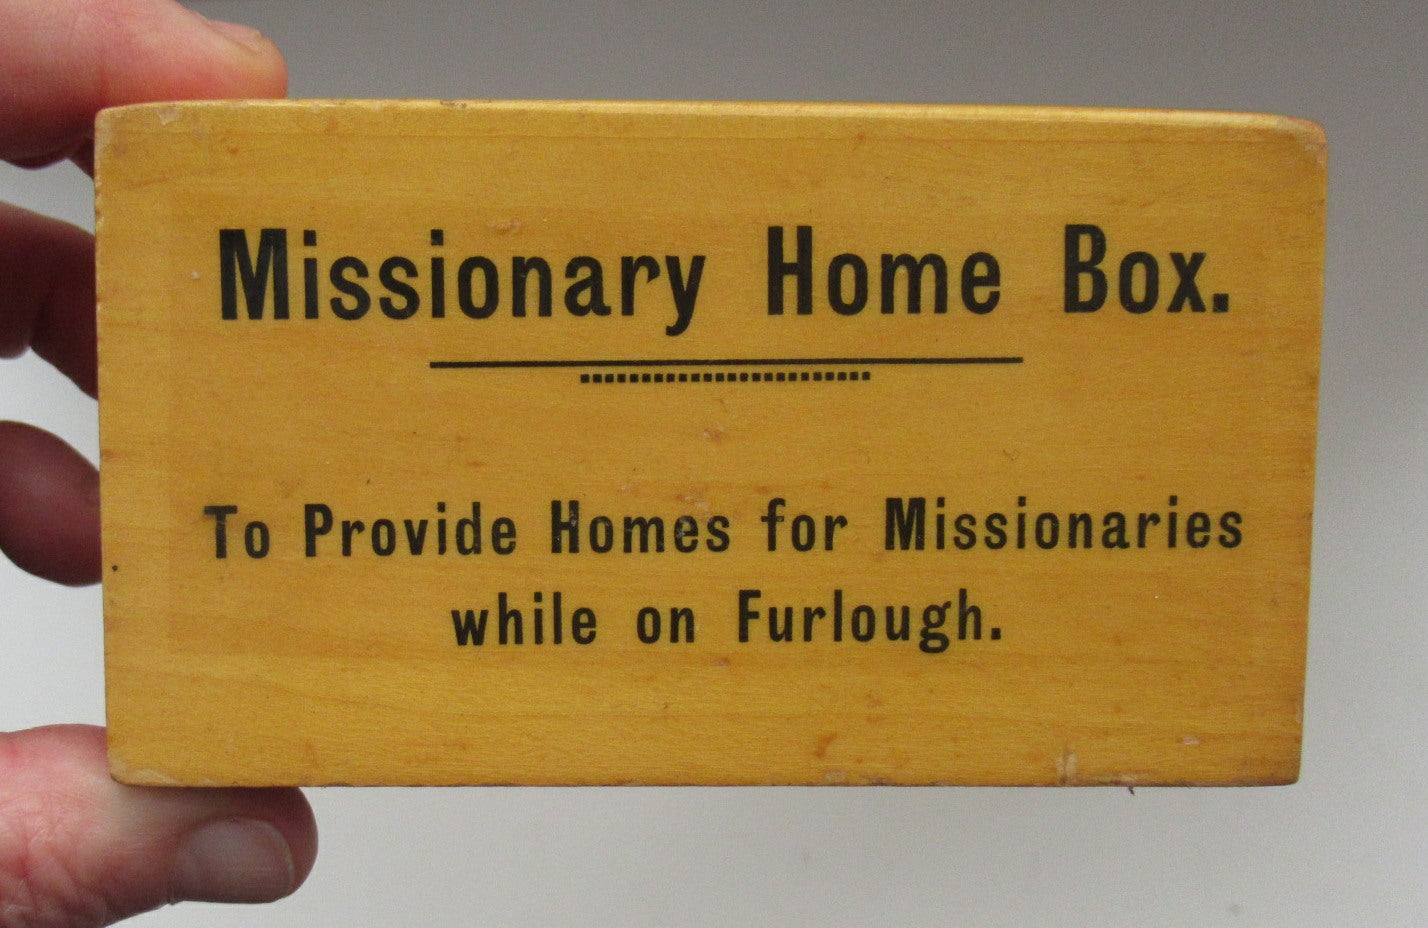 Missionary Home Box.
To Provide Homes for Missionaries
while on Furlough.